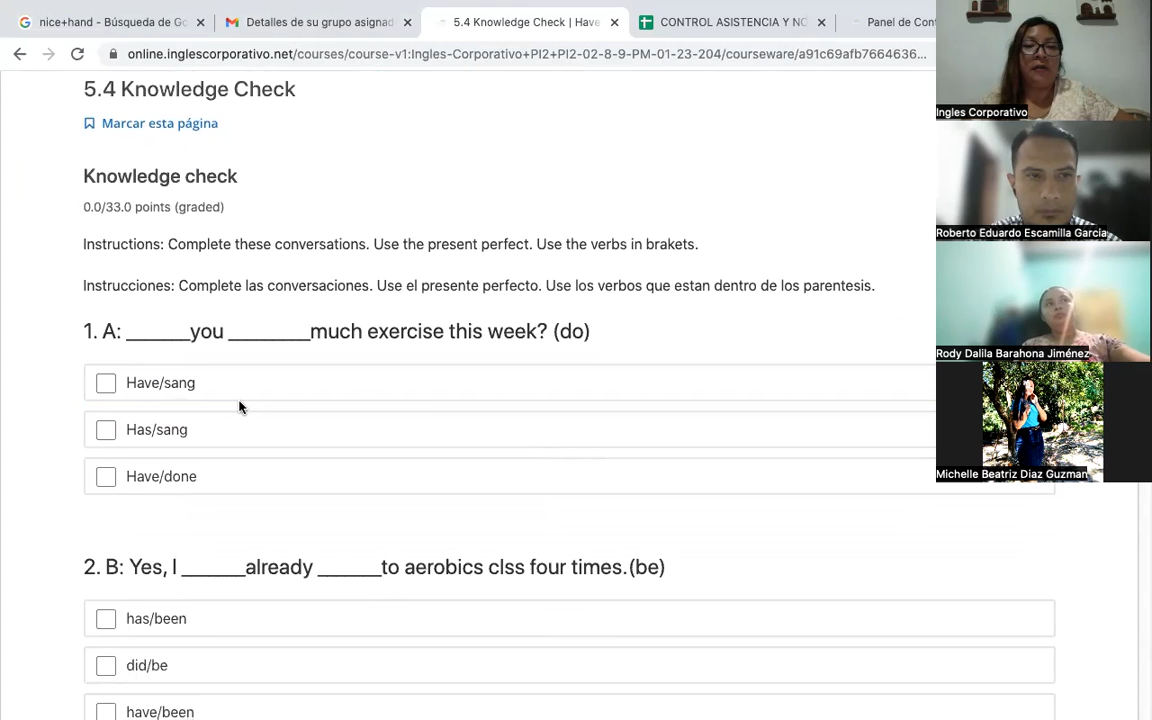 nice+hand - Búsqueda de Go
Detalles de su grupo asignad
5.4 Knowledge Check | Have
CONTROL ASISTENCIA Y NO
Panel de Cont
online.inglescorporativo.net/courses/course-v1:Ingles-Corporativo+PI2+PI2-02-8-9-PM-01-23-204/courseware/a91c69afb7664636...
5.4 Knowledge Check
Marcar esta página
Knowledge check
0.0/33.0 points (graded)
Instructions: Complete these conversations. Use the present perfect. Use the verbs in brakets.
Instrucciones: Complete las conversaciones. Use el presente perfecto. Use los verbos que estan dentro de los parentesis.
1. A: _______you _________much exercise this week? (do)
Have/sang
Has/sang
Have/done
2. B: Yes, I _______already _______to aerobics clss four times.(be)
has/been
did/be
have/been
Ingles Corporativo
Roberto Eduardo Escamilla Garcia
Rody Dalila Barahona Jiménez
Michelle Beatriz Diaz Guzman